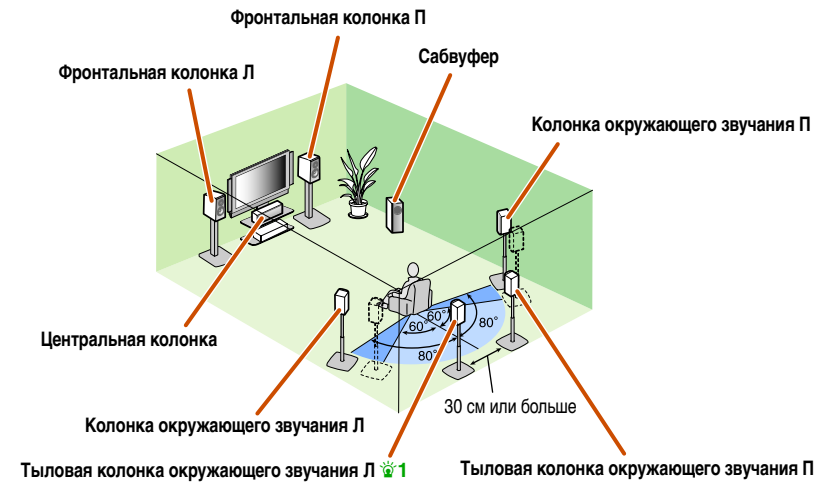 Фронтальная колонка П
Сабвуфер
Фронтальная колонка Л
Колонка окружающего звучания П
60°
60°
80°
80°
Центральная колонка
30 см или больше
Колонка окружающего звучания Л
Тыловая колонка окружающего звучания Л 1
Тыловая колонка окружающего звучания П